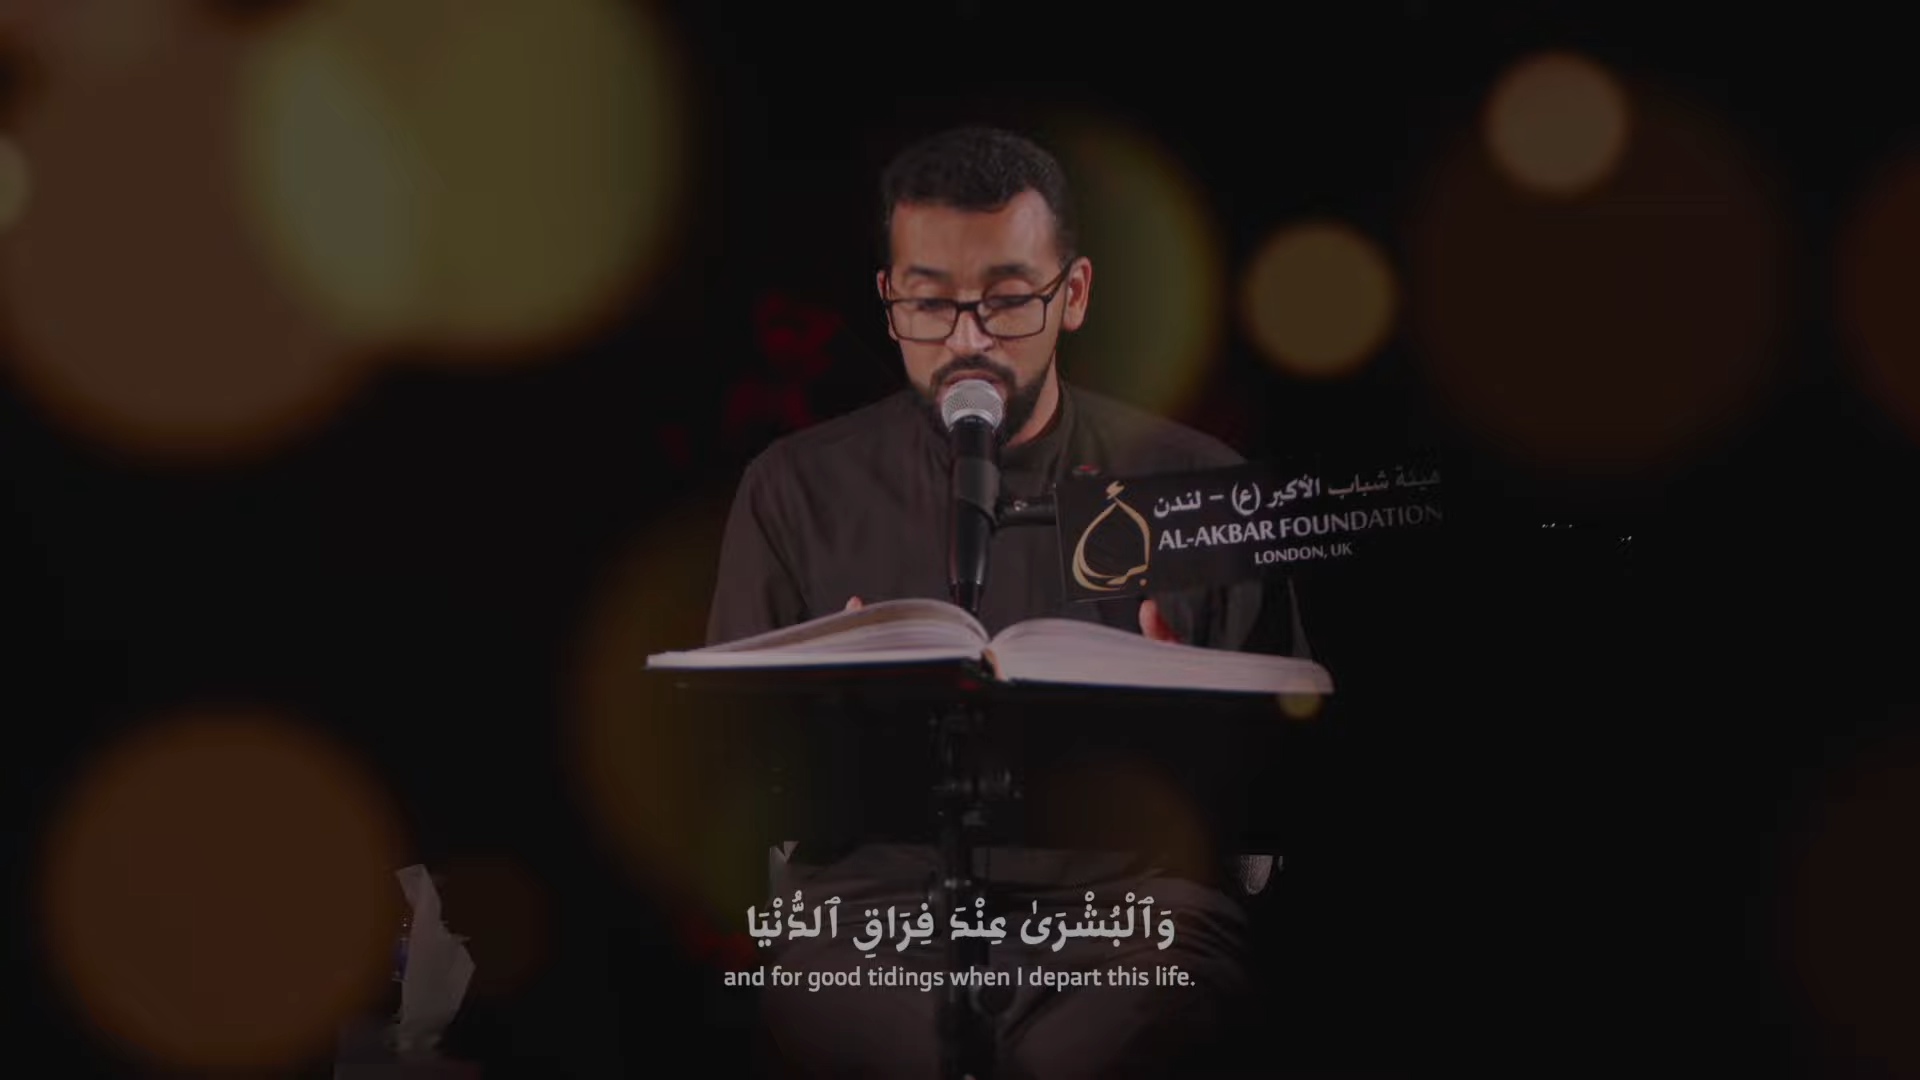 هيئة شباب الأكبر (ع) - لندن
AL-AKBAR FOUNDATION
LONDON, UK
وَٱلْبُشْرَىٰ عِنْدَ فِرَاقِ ٱلدُّنْيَا
and for good tidings when I depart this life.